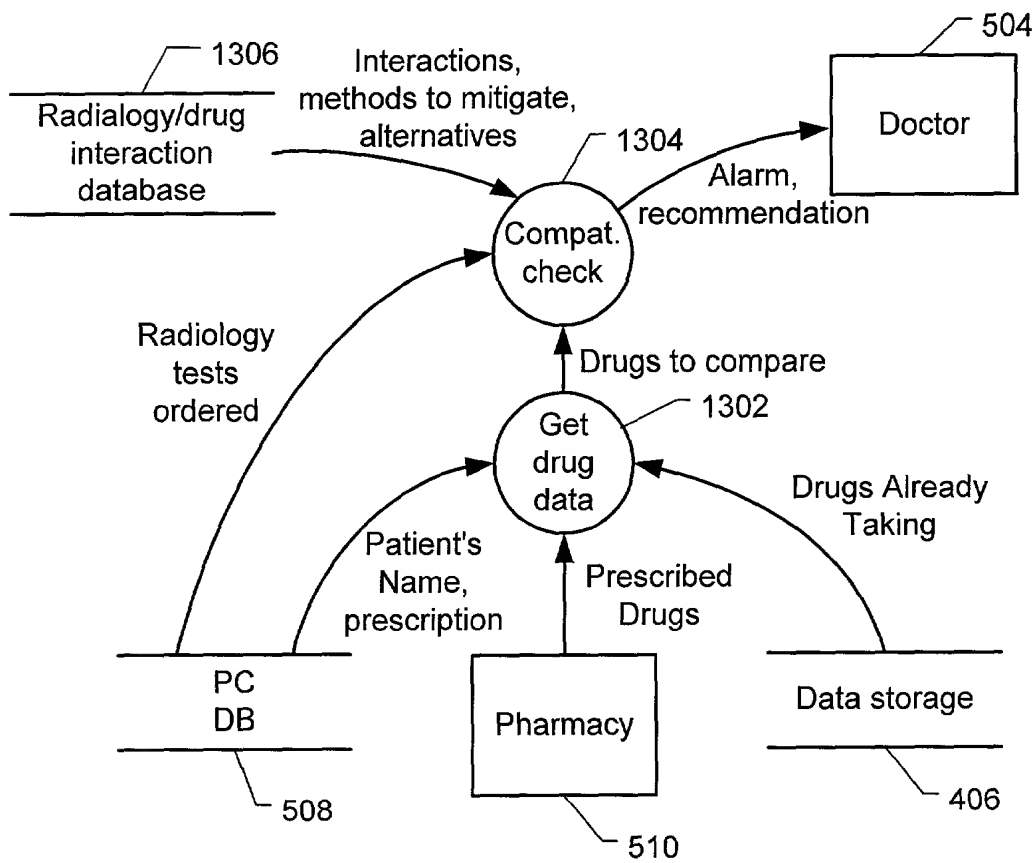 1306
Radialogy/drug
interaction
database
Interactions,
methods to mitigate,
alternatives
504
Doctor
1304
Compat.
check
Alarm,
recommendation
Radiology
tests
ordered
Drugs to compare
1302
Get
drug
data
Drugs Already
Taking
Patient's
Name,
prescription
Prescribed
Drugs
PC
DB
508
Pharmacy
510
Data storage
406